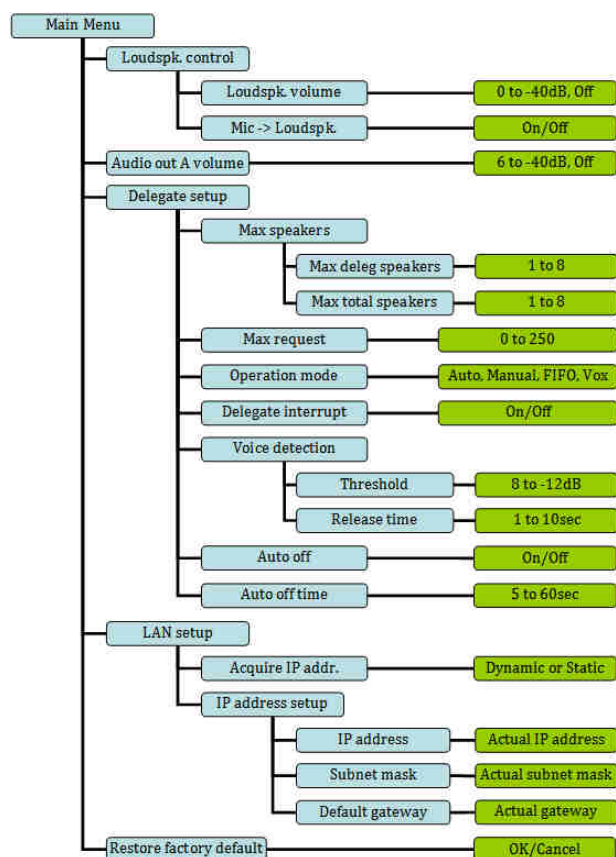 Main Menu
Loudspk. control
Loudspk. volume 0 to -40dB, Off
Mic -> Loudspk. On/Off
Audio out A volume 6 to -40dB, Off
Delegate setup
Max speakers
Max deleg speakers 1 to 8
Max total speakers 1 to 8
Max request 0 to 250
Operation mode Auto, Manual, FIFO, Vox
Delegate interrupt On/Off
Voice detection
Threshold 8 to -12dB
Release time 1 to 10sec
Auto off On/Off
Auto off time 5 to 60sec
LAN setup
Acquire IP addr. Dynamic or Static
IP address setup
IP address Actual IP address
Subnet mask Actual subnet mask
Default gateway Actual gateway
Restore factory default OK/Cancel